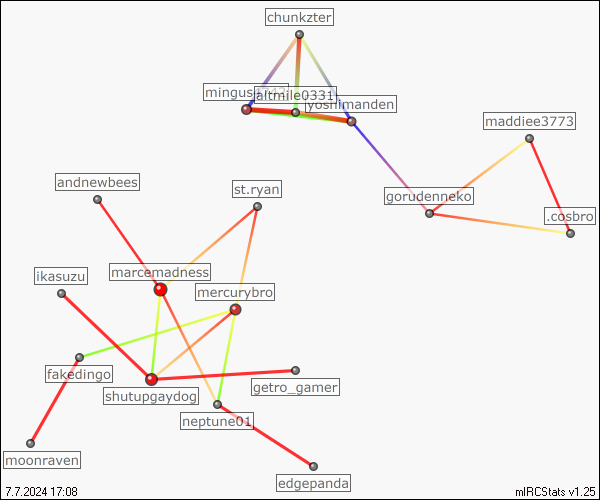 chunkzter
altmile0331
yoshimanden
maddiee3773
andnewbees
st.ryan
gorudenneko
.cosbro
marcemadness
ikasuzu
mercurybro
fakedingo
getro_gamer
shutupgaydog
neptune01
moonraven
edgepanda
7.7.2024 17:08
mIRCStats v1.25